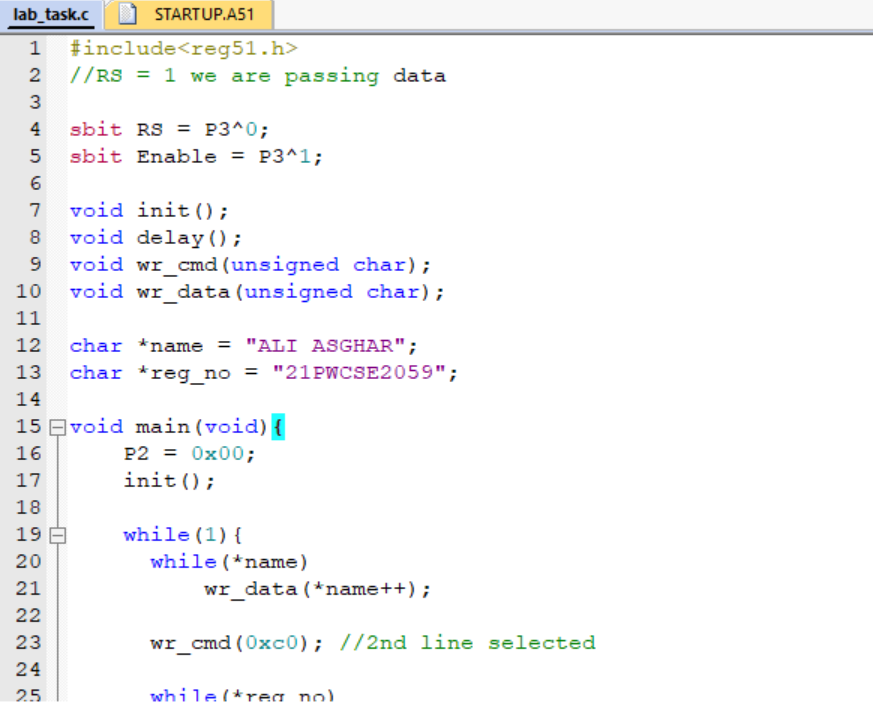 lab_task.c STARTUP.A51
1 #include<reg51.h>
2 //RS = 1 we are passing data
3
4 sbit RS = P3^0;
5 sbit Enable = P3^1;
6
7 void init();
8 void delay();
9 void wr_cmd(unsigned char);
10 void wr_data(unsigned char);
11
12 char *name = "ALI ASGHAR";
13 char *reg_no = "21PWCSE2059";
14
15 void main(void){
16 P2 = 0x00;
17 init();
18
19 while(1){
20 while(*name)
21 wr_data(*name++);
22
23 wr_cmd(0xc0); //2nd line selected
24
25 while(*reg_no)